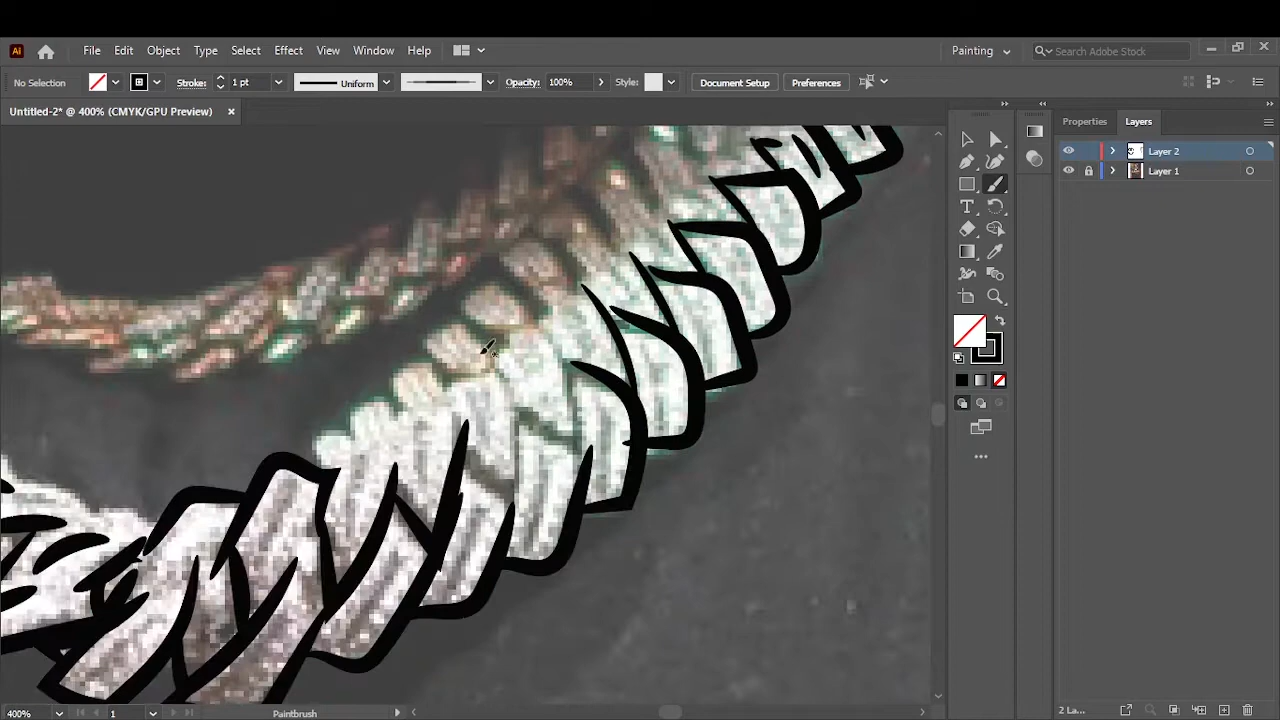 Ai File Edit Object Type Select Effect View Window Help Painting Search Adobe Stock
No Selection Stroke: 1 pt Uniform Opacity: 100% Style: Document Setup Preferences
Untitled-2* @ 400% (CMYK/GPU Preview) × Properties Layers
Layer 2
Layer 1
T
400% 1 Paintbrush 2 La...